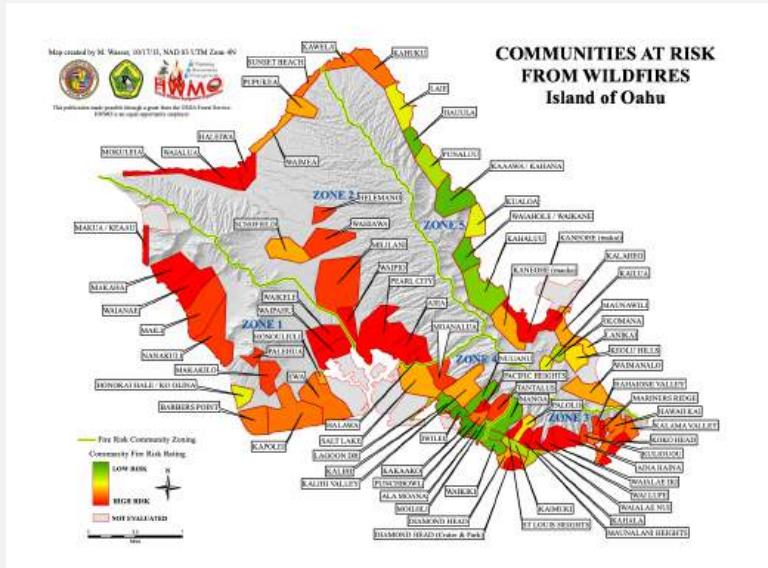 Map created by M. Wasser, 10/17/13, NAD 83 UTM Zone 4N
HWMO
This publication made possible through a grant from the USDA Forest Service.
HWMO is an equal opportunity employer.
COMMUNITIES AT RISK
FROM WILDFIRES
Island of Oahu
KAWELA
KAHUKU
SUNSET BEACH
PUPUKEA
LAIE
HAUULA
HALEIWA
MOKULEIA
WAIALUA
WAIMEA
PUNALUU
KAAAWA / KAHANA
ZONE 2
HELEMANO
KUALOA
WAIAHOLE / WAIKANE
SCHOFIELD
WAHIAWA
ZONE 5
MAKUA / KEAAU
KAHALUU
KANEOHE (makai)
MILILANI
KALAHEO
WAIPIO
KANEOHE (mauka)
KAILUA
PEARL CITY
MAKAHA
WAIKELE
AIEA
MAUNAWILI
WAIANAE
WAIPAHU
OLOMANA
MOANALUA
ZONE 1
LANIKAI
MAILI
HONOULIULI
KEOLU HILLS
PALEHUA
ZONE 4
NUUANU
WAIMANALO
NANAKULI
MAKAKILO
EWA
PACIFIC HEIGHTS
HONOKAI HALE / KO OLINA
TANTALUS
HAHAIONE VALLEY
MANOA
MARINERS RIDGE
BARBERS POINT
PALOLO
HAWAII KAI
ZONE 3
KALAMA VALLEY
KAPOLEI
HALAWA
KOKO HEAD
SALT LAKE
IWILEI
KULIOUOU
LAGOON DR
AINA HAINA
KALIHI
KAKAAKO
WAIALAE IKI
KALIHI VALLEY
PUNCHBOWL
WAILUPE
ALA MOANA
WAIKIKI
WAIALAE NUI
MOILIILI
KAIMUKI
KAHALA
DIAMOND HEAD
ST LOUIS HEIGHTS
MAUNALANI HEIGHTS
DIAMOND HEAD (Crater & Park)
Fire Risk Community Zoning
Community Fire Risk Rating
LOW RISK
HIGH RISK
N
NOT EVALUATED